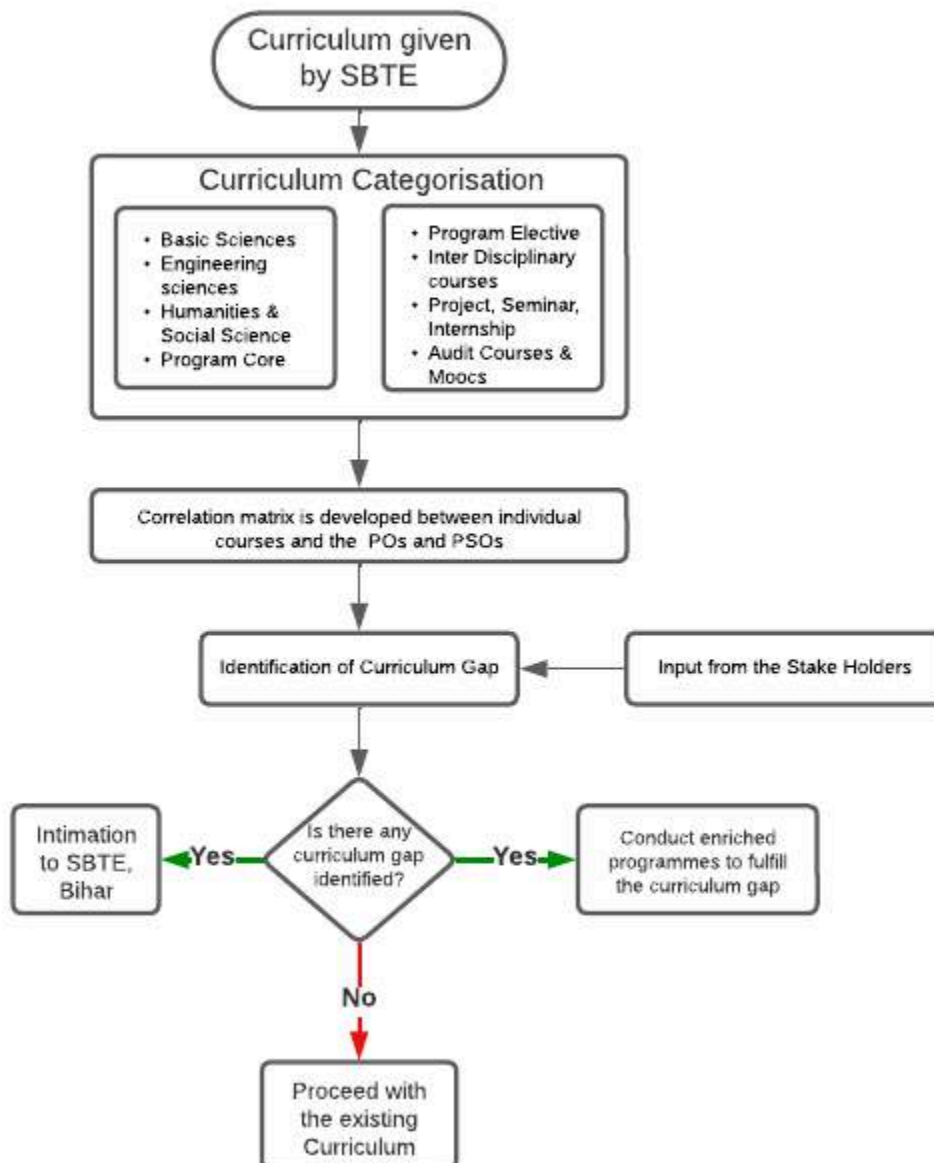 Curriculum given
by SBTE
Curriculum Categorisation
• Basic Sciences
• Engineering
sciences
• Humanities &
Social Science
• Program Core
• Program Elective
• Inter Disciplinary
courses
• Project, Seminar,
Internship
• Audit Courses &
Moocs
Correlation matrix is developed between individual
courses and the POs and PSOs
Identification of Curriculum Gap
Input from the Stake Holders
Is there any
curriculum gap
identified?
Intimation
to SBTE,
Bihar
Yes
Yes
Conduct enriched
programmes to fulfill
the curriculum gap
No
Proceed with
the existing
Curriculum